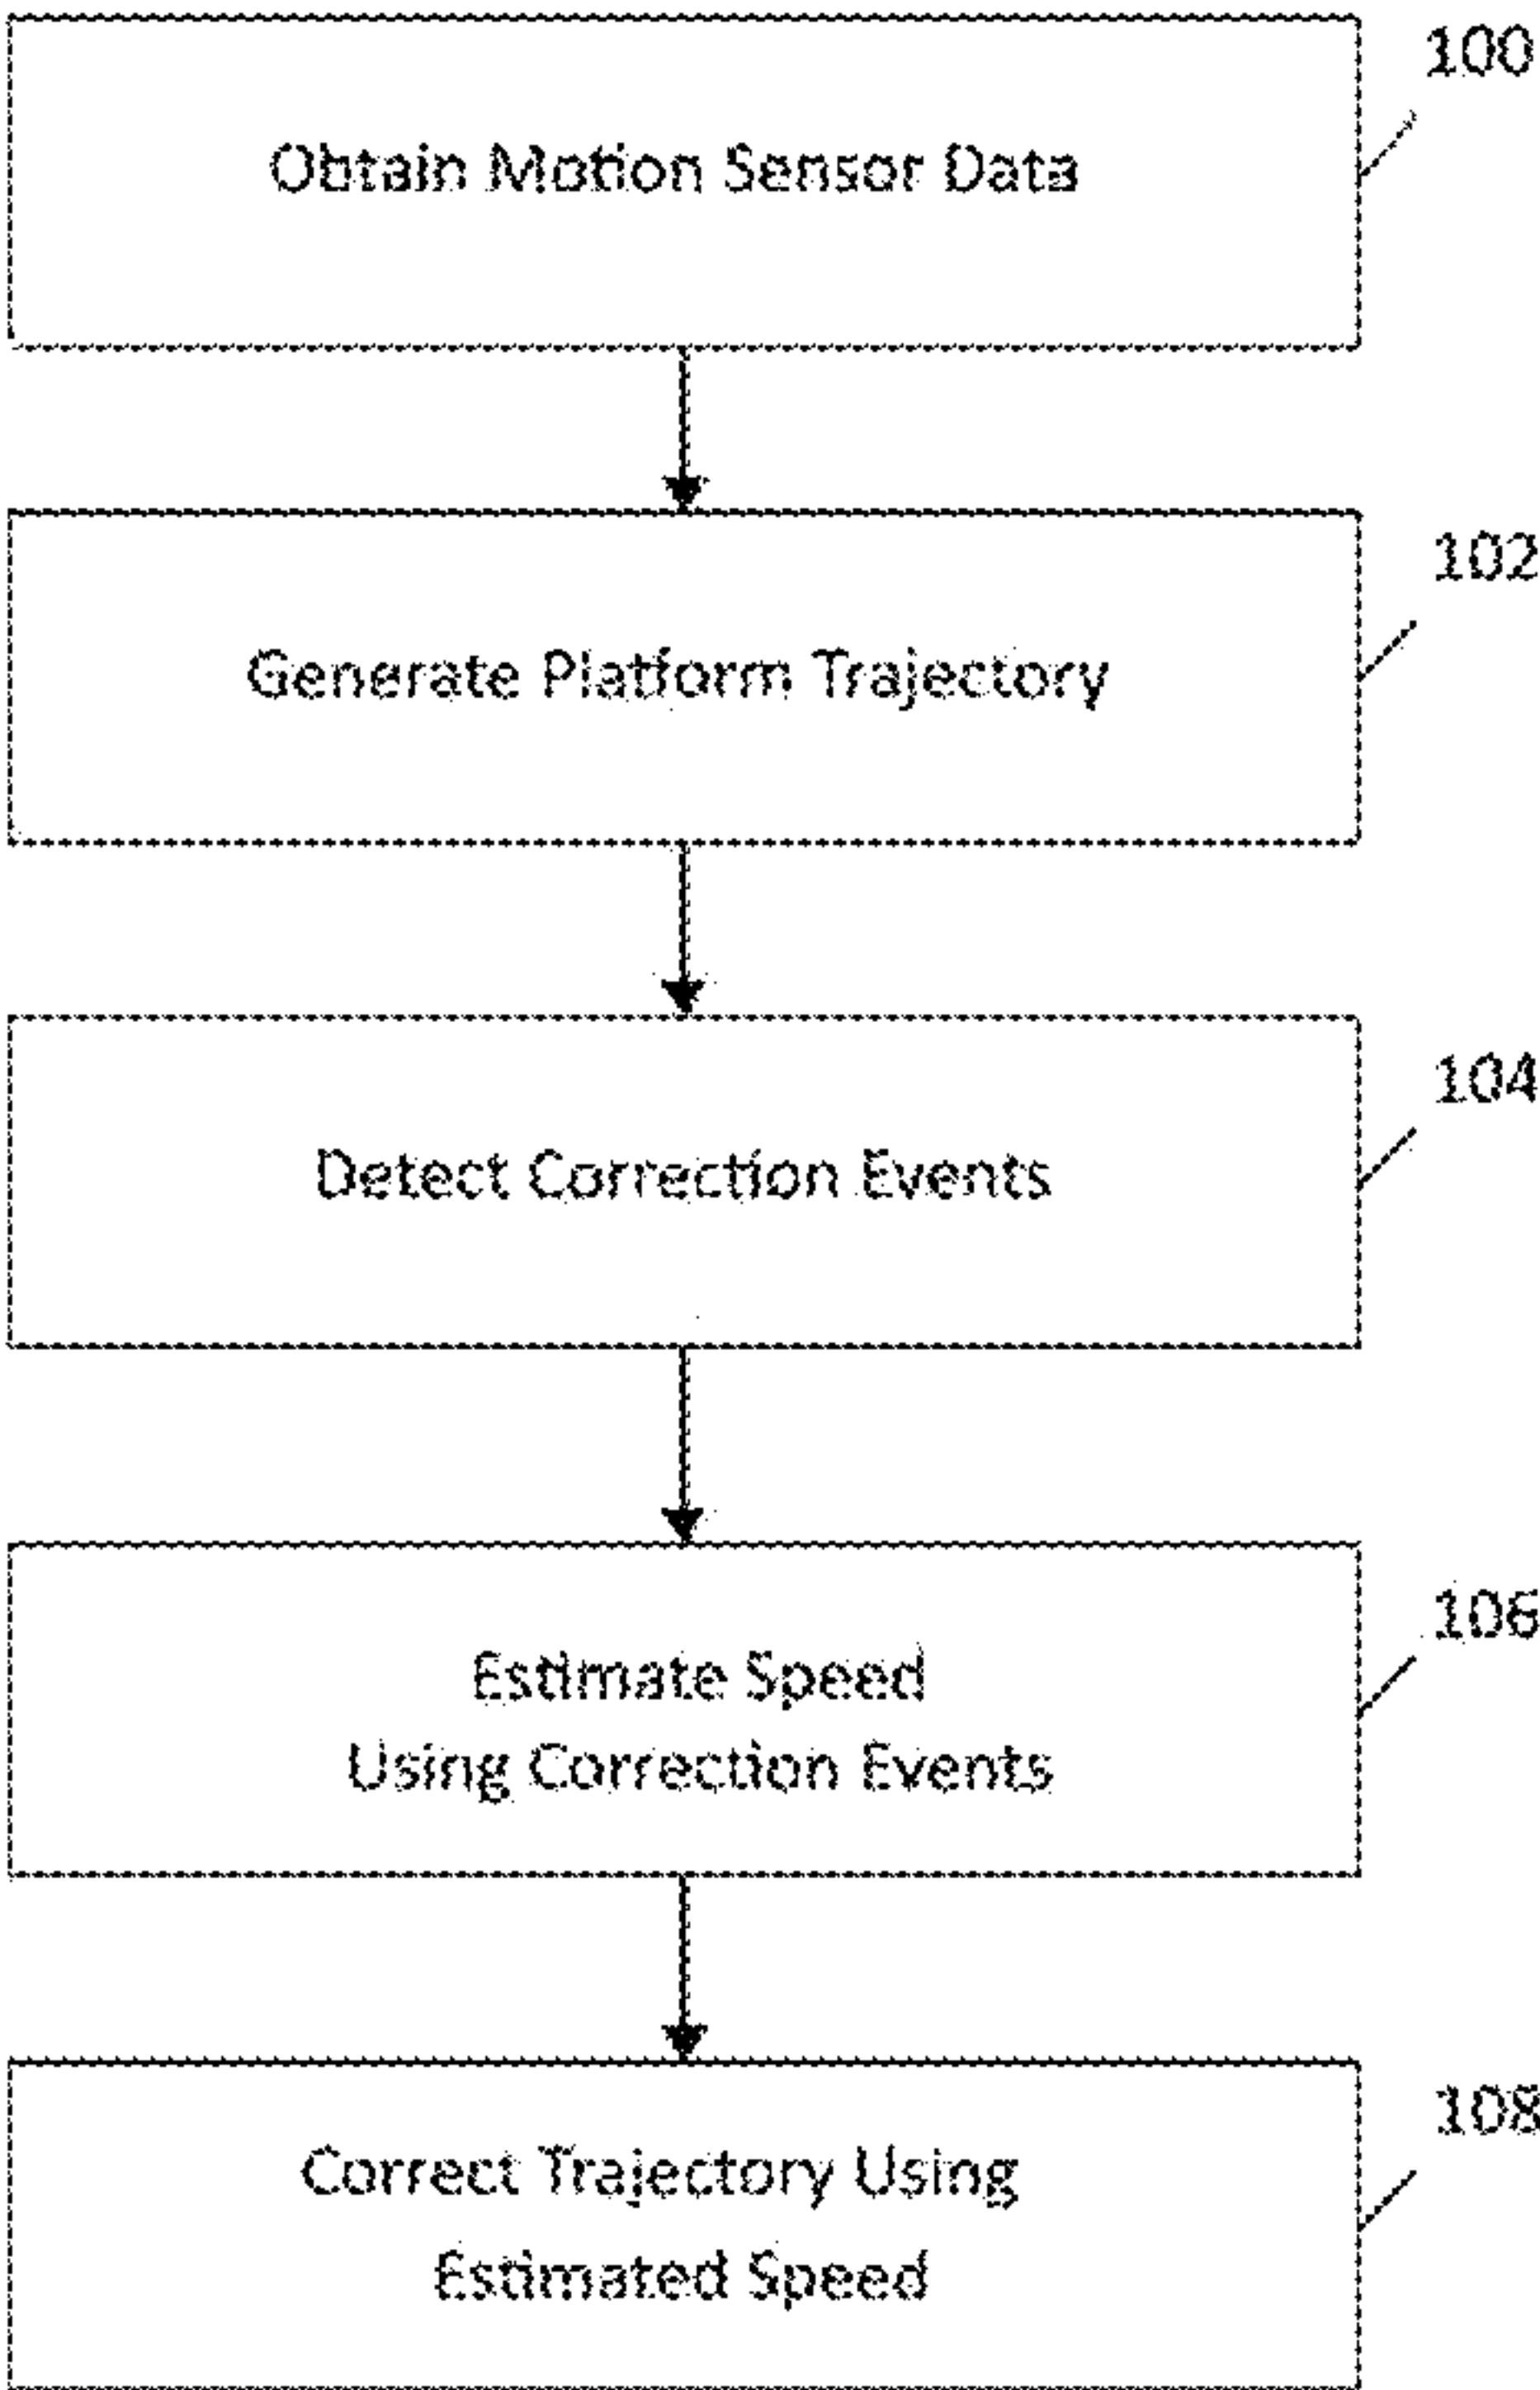 100
Obtain Motion Sensor Data
102
Generate Platform Trajectory
104
Detect Correction Events
106
Estimate Speed
Using Correction Events
108
Correct Trajectory Using
Estimated Speed